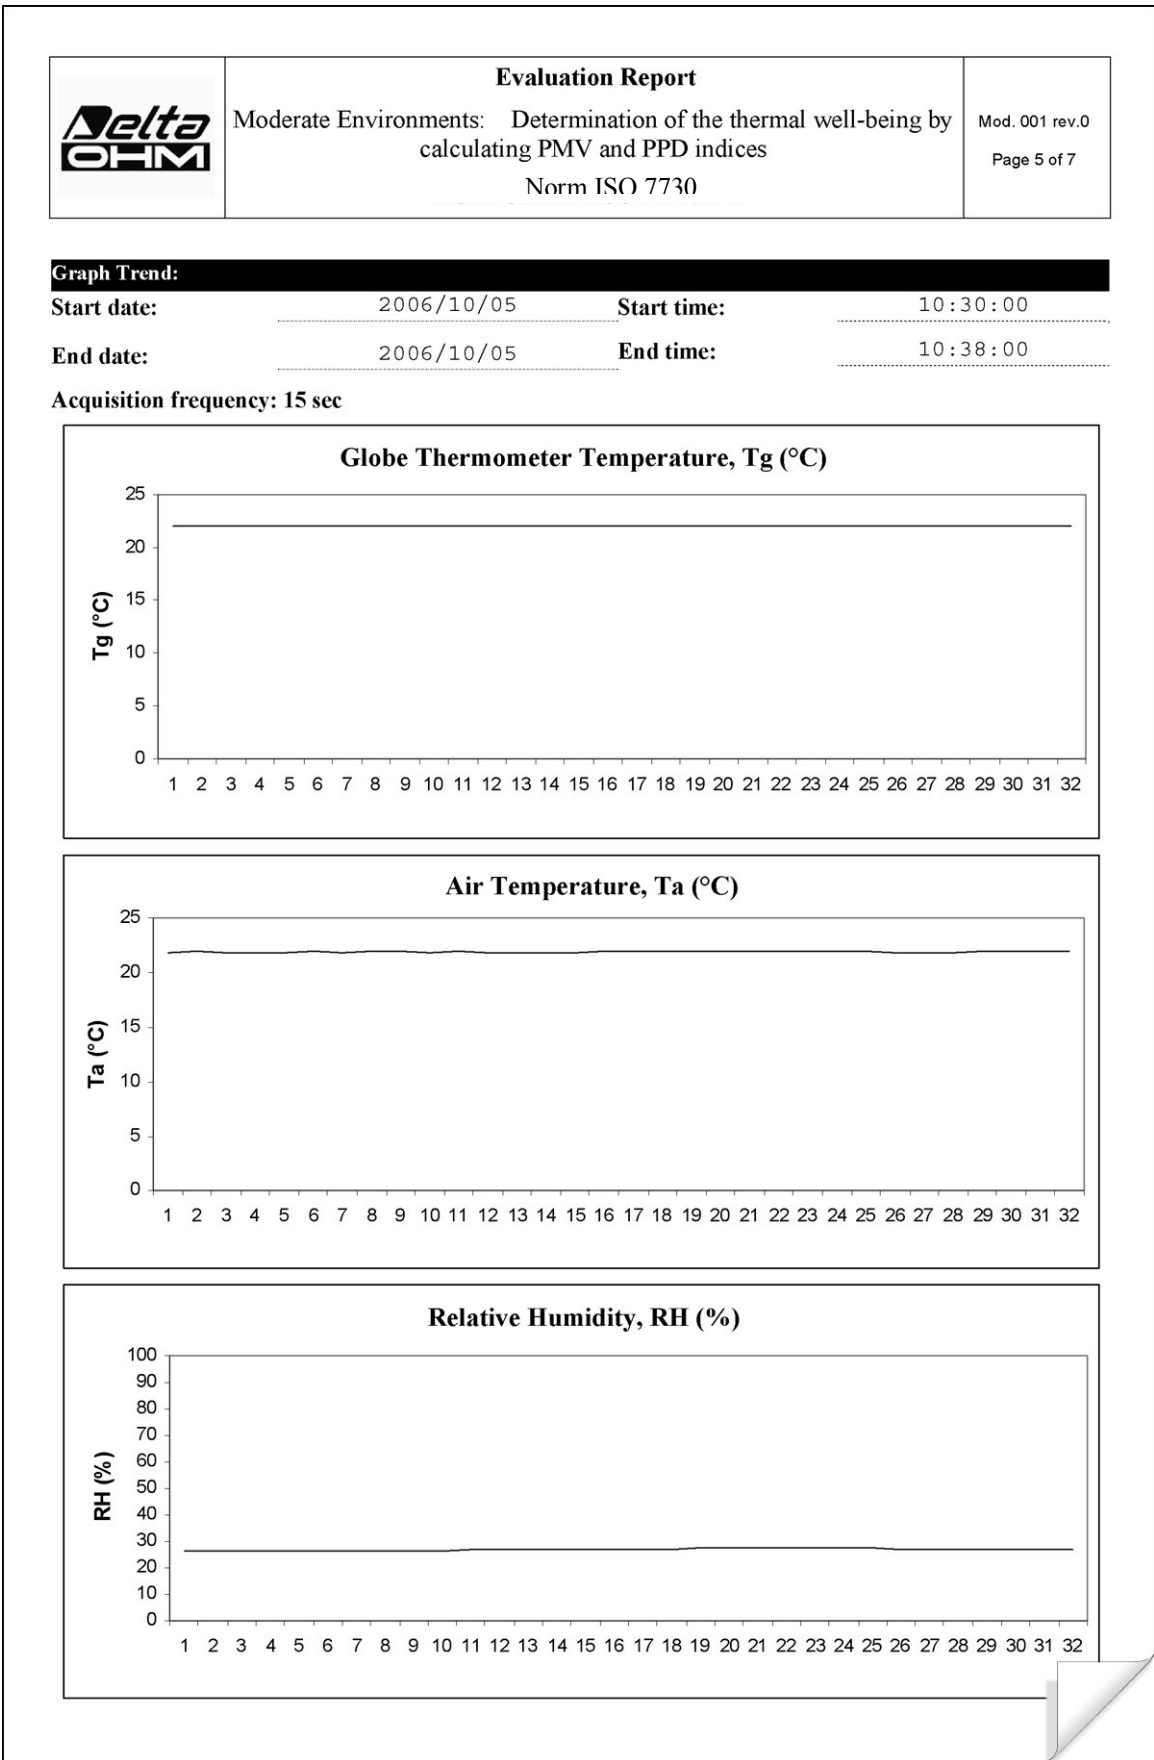 Delta
OHM
Evaluation Report
Moderate Environments: Determination of the thermal well-being by
calculating PMV and PPD indices
Norm ISO 7730
Mod. 001 rev.0
Page 5 of 7
Graph Trend:
Start date: 2006/10/05 Start time: 10:30:00
End date: 2006/10/05 End time: 10:38:00
Acquisition frequency: 15 sec
Globe Thermometer Temperature, Tg (°C)
Tg (°C)
25
20
15
10
5
0
1 2 3 4 5 6 7 8 9 10 11 12 13 14 15 16 17 18 19 20 21 22 23 24 25 26 27 28 29 30 31 32
Air Temperature, Ta (°C)
Ta (°C)
25
20
15
10
5
0
1 2 3 4 5 6 7 8 9 10 11 12 13 14 15 16 17 18 19 20 21 22 23 24 25 26 27 28 29 30 31 32
Relative Humidity, RH (%)
RH (%)
100
90
80
70
60
50
40
30
20
10
0
1 2 3 4 5 6 7 8 9 10 11 12 13 14 15 16 17 18 19 20 21 22 23 24 25 26 27 28 29 30 31 32